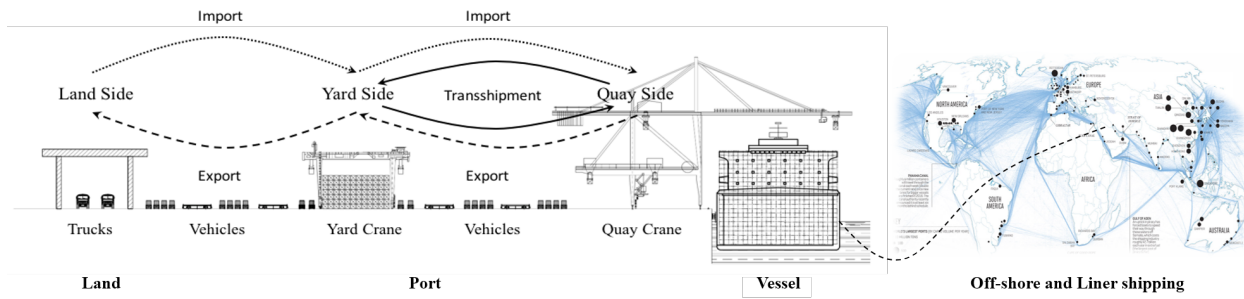 Import Import
Land Side Yard Side Transshipment Quay Side
Export Export
Trucks Vehicles Yard Crane Vehicles Quay Crane
Land Port Vessel Off-shore and Liner shipping
NORTH AMERICA
EUROPE
ASIA
AFRICA
SOUTH
AMERICA
AUSTRALIA